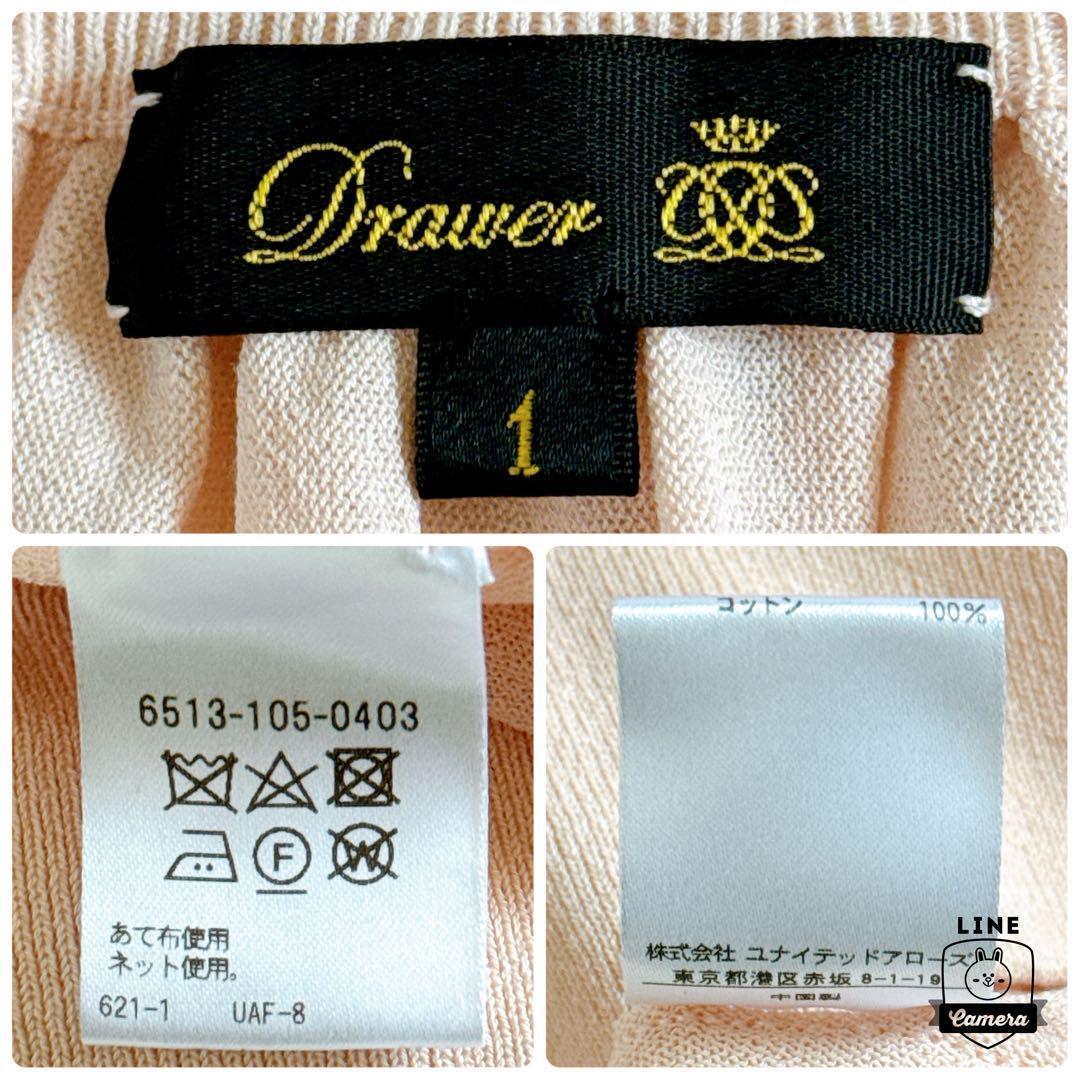 Drawer
1
6513-105-0403
F
W
あて布使用
ネット使用。
621-1 UAF-8
コットン 100%
株式会社 ユナイテッドアローズ
東京都港区赤坂 8-1-19
LINE
Camera